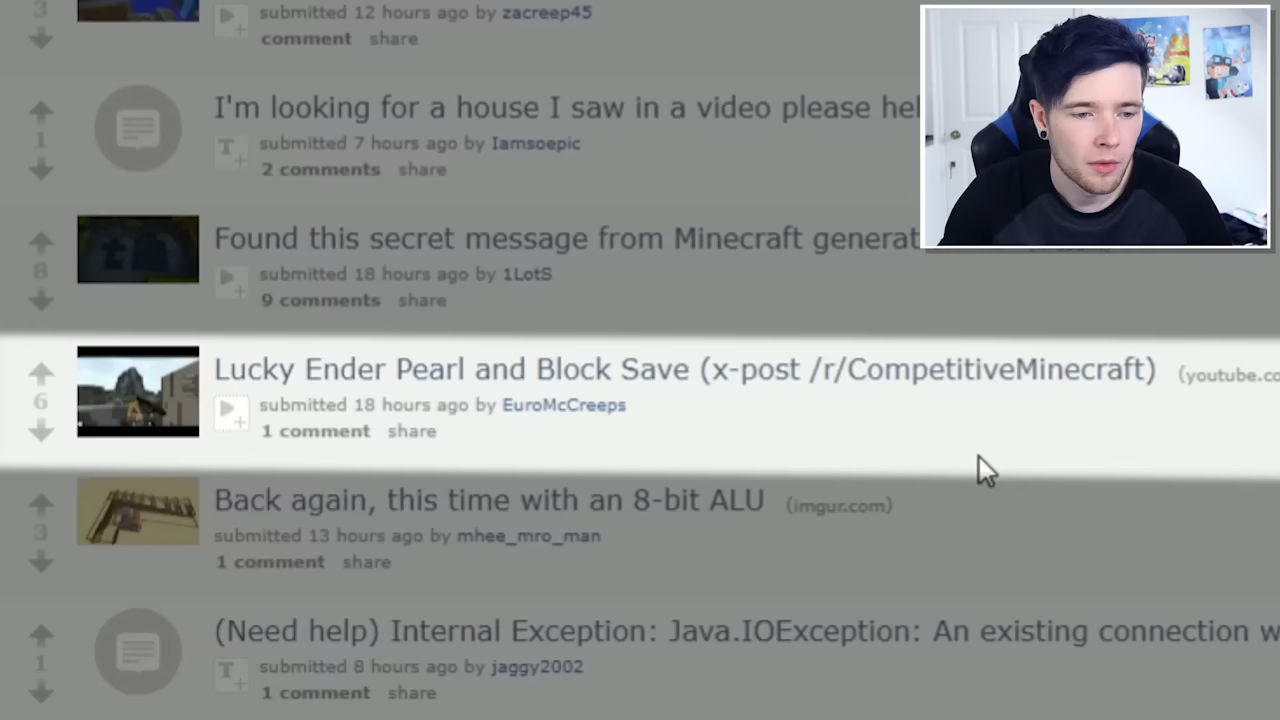 3
submitted 12 hours ago by zacreep45
comment share
I'm looking for a house I saw in a video please hel
1
submitted 7 hours ago by Iamsoepic
2 comments share
Found this secret message from Minecraft generat
8
submitted 18 hours ago by 1LotS
9 comments share
Lucky Ender Pearl and Block Save (x-post /r/CompetitiveMinecraft) (youtube.co
6
submitted 18 hours ago by EuroMcCreeps
1 comment share
Back again, this time with an 8-bit ALU (imgur.com)
3
submitted 13 hours ago by mhee_mro_man
1 comment share
(Need help) Internal Exception: Java.IOException: An existing connection w
1
submitted 8 hours ago by jaggy2002
1 comment share